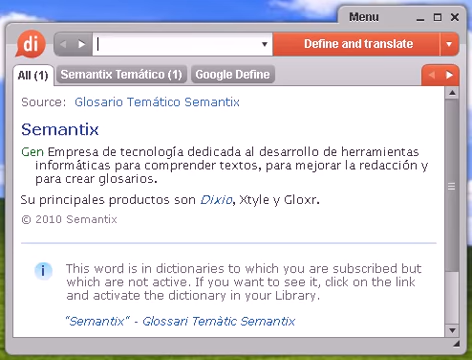 Menu
di
Define and translate
All (1)
Semantix Temático (1)
Google Define
Source: Glosario Temático Semantix
Semantix
Gen Empresa de tecnología dedicada al desarrollo de herramientas
informáticas para comprender textos, para mejorar la redacción y
para crear glosarios.
Su principales productos son Dixio, Xtyle y Gloxr.
© 2010 Semantix
This word is in dictionaries to which you are subscribed but
which are not active. If you want to see it, click on the link
and activate the dictionary in your Library.
"Semantix" - Glossari Temàtic Semantix